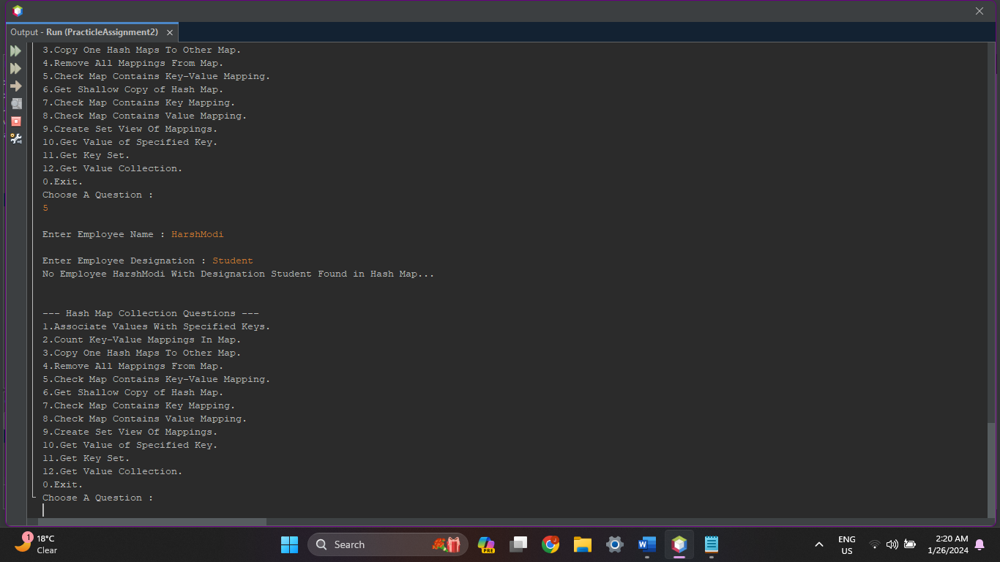 Output - Run (PracticleAssignment2)
3.Copy One Hash Maps To Other Map.
4.Remove All Mappings From Map.
5.Check Map Contains Key-Value Mapping.
6.Get Shallow Copy of Hash Map.
7.Check Map Contains Key Mapping.
8.Check Map Contains Value Mapping.
9.Create Set View Of Mappings.
10.Get Value of Specified Key.
11.Get Key Set.
12.Get Value Collection.
0.Exit.
Choose A Question :
5
Enter Employee Name : HarshModi
Enter Employee Designation : Student
No Employee HarshModi With Designation Student Found in Hash Map...
--- Hash Map Collection Questions ---
1.Associate Values With Specified Keys.
2.Count Key-Value Mappings In Map.
3.Copy One Hash Maps To Other Map.
4.Remove All Mappings From Map.
5.Check Map Contains Key-Value Mapping.
6.Get Shallow Copy of Hash Map.
7.Check Map Contains Key Mapping.
8.Check Map Contains Value Mapping.
9.Create Set View Of Mappings.
10.Get Value of Specified Key.
11.Get Key Set.
12.Get Value Collection.
0.Exit.
Choose A Question :
1
18°C
Clear
Search
PRE
W
ENG
US
2:20 AM
1/26/2024